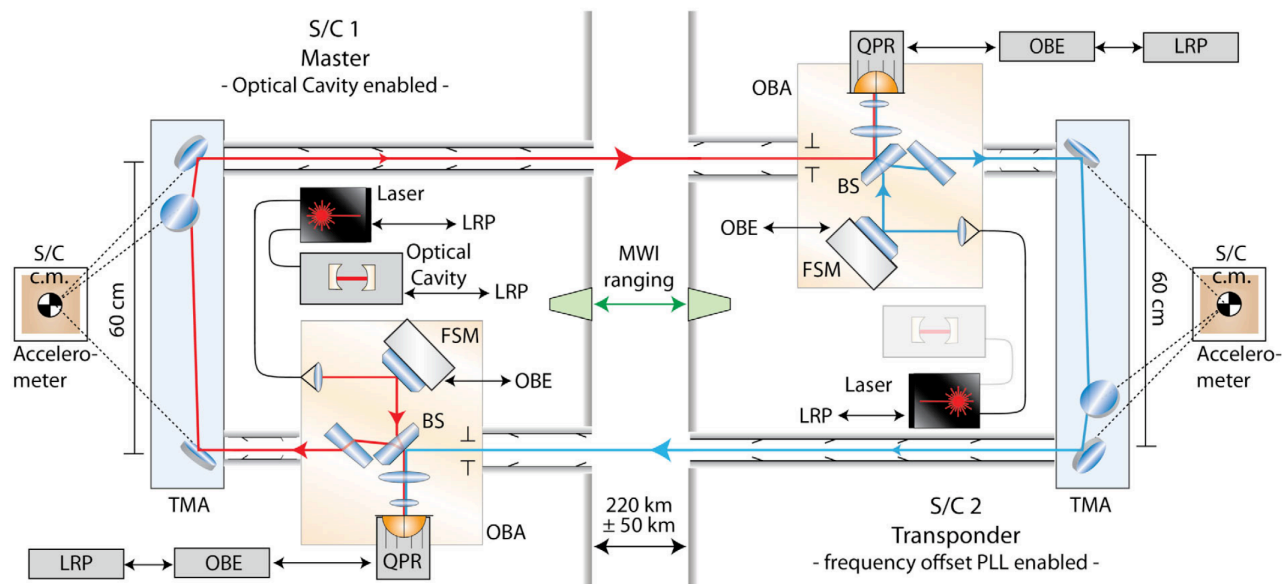 S/C 1
Master
- Optical Cavity enabled -
QPR
OBE
LRP
OBA
BS
OBE
FSM
Laser
LRP
Optical
Cavity
LRP
MWI
ranging
S/C
c.m.
60 cm
Accelero-
meter
S/C
c.m.
60 cm
Accelero-
meter
FSM
OBE
BS
Laser
LRP
TMA
OBA
QPR
OBE
LRP
220 km
± 50 km
TMA
S/C 2
Transponder
- frequency offset PLL enabled -